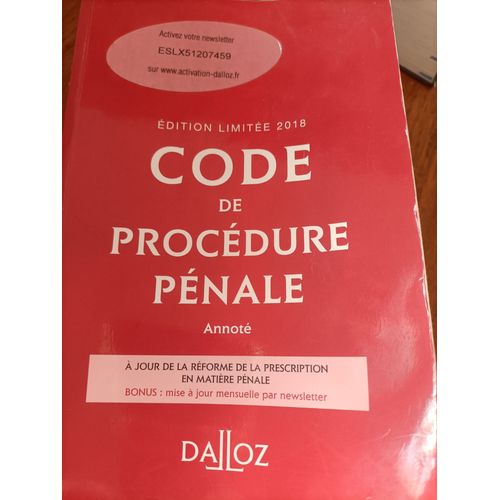 Activez votre newsletter
ESLX51207459
sur www.activation-dalloz.fr
ÉDITION LIMITÉE 2018
CODE
DE
PROCÉDURE
PÉNALE
Annoté
À JOUR DE LA RÉFORME DE LA PRESCRIPTION
EN MATIÈRE PÉNALE
BONUS : mise à jour mensuelle par newsletter
DALLOZ